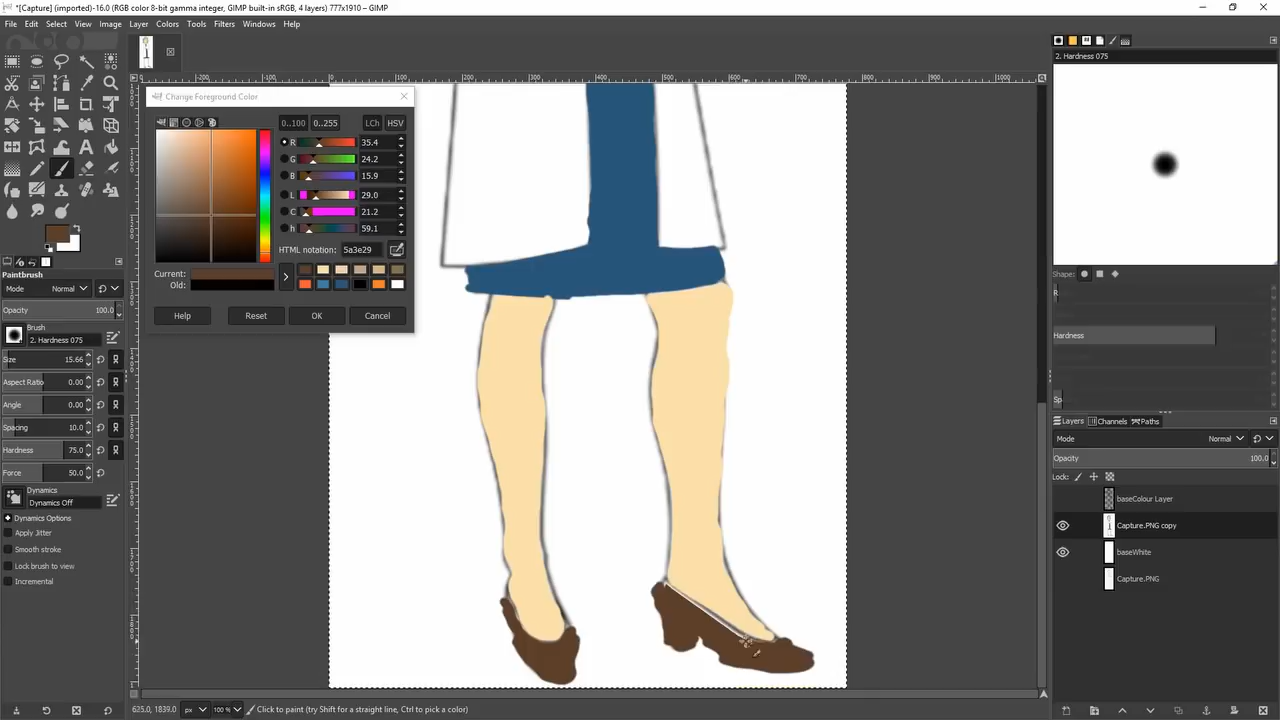 *[Capture] (imported)-16.0 (RGB color 8-bit gamma integer, GIMP built-in sRGB, 4 layers) 777x1910 – GIMP
File Edit Select View Image Layer Colors Tools Filters Windows Help
2. Hardness 075
Change Foreground Color
0..100 0..255 LCh HSV
R 35.4
G 24.2
B 15.9
L 29.0
C 21.2
h 59.1
HTML notation: 5a3e29
Current:
Old:
Help Reset OK Cancel
Paintbrush
Mode Normal
Opacity 100.0
Brush
2. Hardness 075
Size 15.66
Aspect Ratio 0.00
Angle 0.00
Spacing 10.0
Hardness 75.0
Force 50.0
Dynamics
Dynamics Off
Dynamics Options
Apply Jitter
Smooth stroke
Lock brush to view
Incremental
Shape:
R
Hardness
Sp
Layers Channels Paths
Mode Normal
Opacity 100.0
Lock:
baseColour Layer
Capture.PNG copy
baseWhite
Capture.PNG
625.0, 1839.0 px 100 % Click to paint (try Shift for a straight line, Ctrl to pick a color)